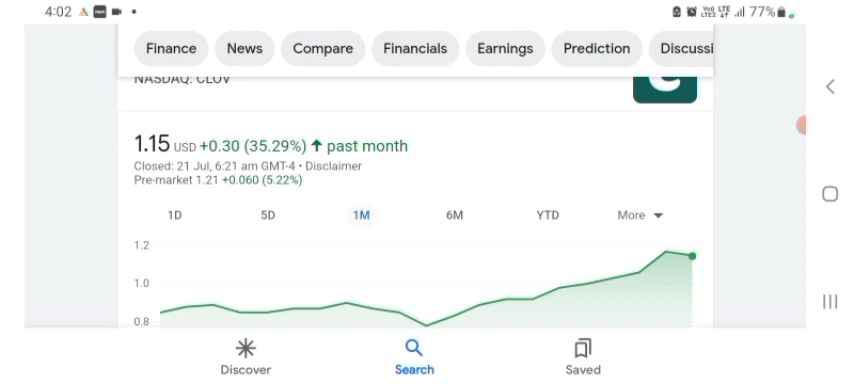 4:02
77%
Finance News Compare Financials Earnings Prediction Discussi
NASDAQ: CLOV
1.15 USD +0.30 (35.29%) ↑ past month
Closed: 21 Jul, 6:21 am GMT-4 • Disclaimer
Pre-market 1.21 +0.060 (5.22%)
1D 5D 1M 6M YTD More
1.2
1.0
0.8
Discover Search Saved